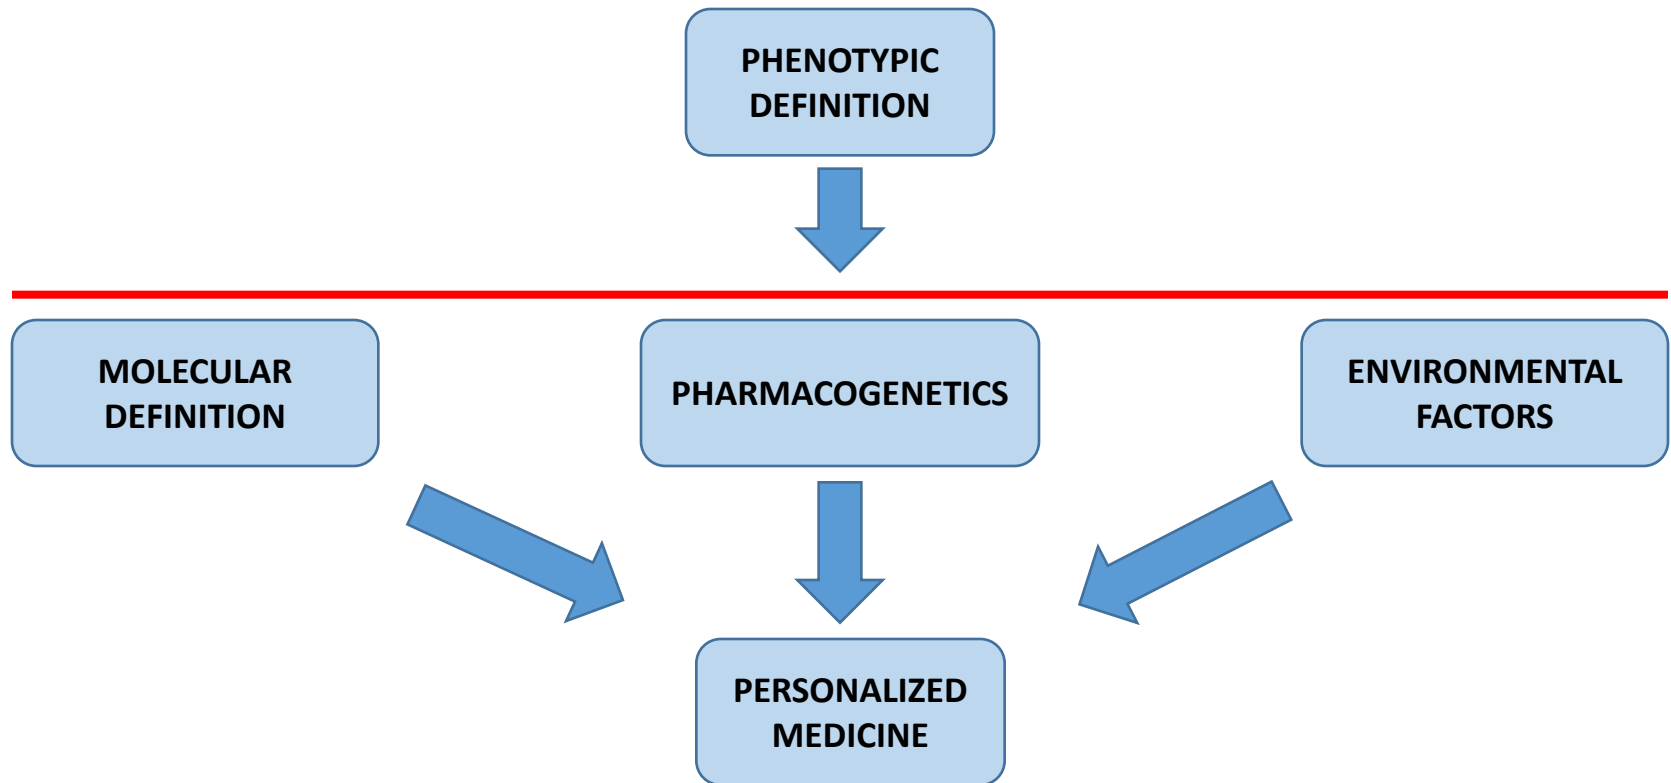 PHENOTYPIC
DEFINITION
MOLECULAR
DEFINITION
PHARMACOGENETICS
ENVIRONMENTAL
FACTORS
PERSONALIZED
MEDICINE